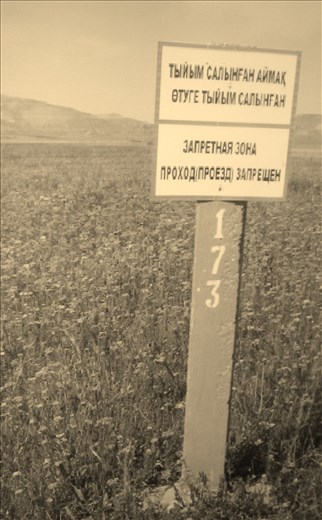 ТЫЙЫМ САЛЫНҒАН АЙМАҚ
ӨТУГЕ ТЫЙЫМ САЛЫНҒАН
ЗАПРЕТНАЯ ЗОНА
ПРОХОД(ПРОЕЗД) ЗАПРЕЩЕН
1
7
3